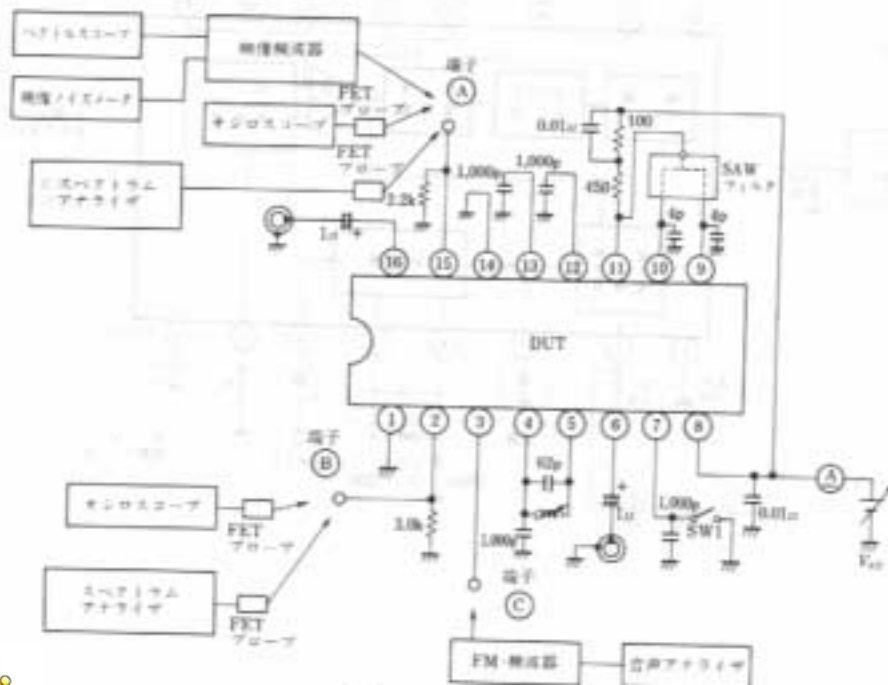 ベクトルスコープ
映像検波器
映像ノイズメータ
端子
A
FET
プローブ
オシロスコープ
FET
プローブ
スペクトラム
アナライザ
2.2k
1,000p
1,000p
0.01μ
100
450
SAW
フィルタ
4p
4p
1μ
+
16
15
14
13
12
11
10
9
DUT
1
2
3
4
5
6
7
8
端子
B
オシロスコープ
FET
プローブ
3.0k
スペクトラム
アナライザ
FET
プローブ
62p
1,000p
+
1μ
1,000p
SW1
0.01μ
A
端子
C
FM·検波器
音声アナライザ